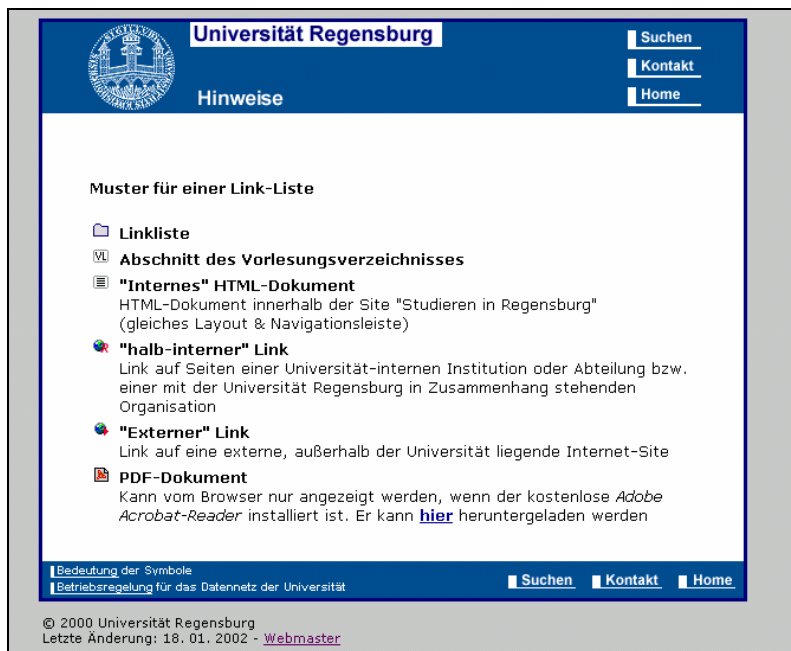 Universität Regensburg
Suchen
Kontakt
Hinweise
Home
Muster für einer Link-Liste
Linkliste
VL Abschnitt des Vorlesungsverzeichnisses
"Internes" HTML-Dokument
HTML-Dokument innerhalb der Site "Studieren in Regensburg"
(gleiches Layout & Navigationsleiste)
"halb-interner" Link
Link auf Seiten einer Universität-internen Institution oder Abteilung bzw.
einer mit der Universität Regensburg in Zusammenhang stehenden
Organisation
"Externer" Link
Link auf eine externe, außerhalb der Universität liegende Internet-Site
PDF-Dokument
Kann vom Browser nur angezeigt werden, wenn der kostenlose Adobe
Acrobat-Reader installiert ist. Er kann hier heruntergeladen werden
Bedeutung der Symbole
Betriebsregelung für das Datennetz der Universität
Suchen Kontakt Home
© 2000 Universität Regensburg
Letzte Änderung: 18. 01. 2002 - Webmaster